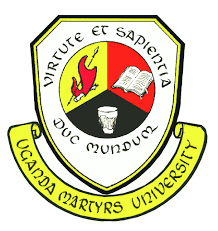 VIRTUTE ET SAPIENTIA
DUC MUNDUM
UGANDA MARTYRS UNIVERSITY